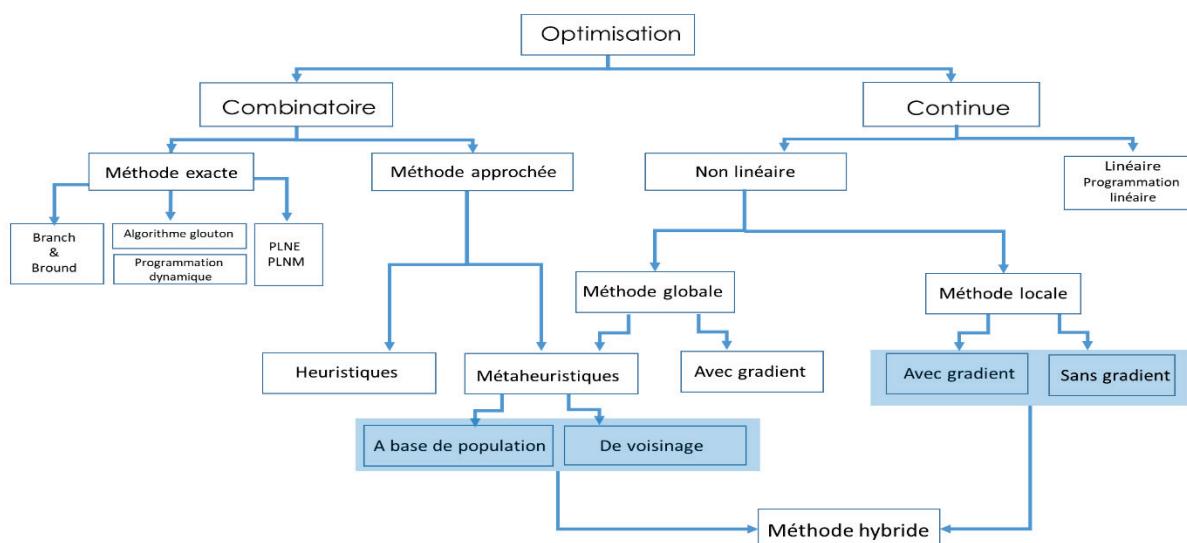 Optimisation
Combinatoire
Continue
Méthode exacte
Méthode approchée
Non linéaire
Linéaire
Programmation
linéaire
Branch
&
Bround
Algorithme glouton
Programmation
dynamique
PLNE
PLNM
Méthode globale
Méthode locale
Heuristiques
Métaheuristiques
Avec gradient
Avec gradient
Sans gradient
A base de population
De voisinage
Méthode hybride